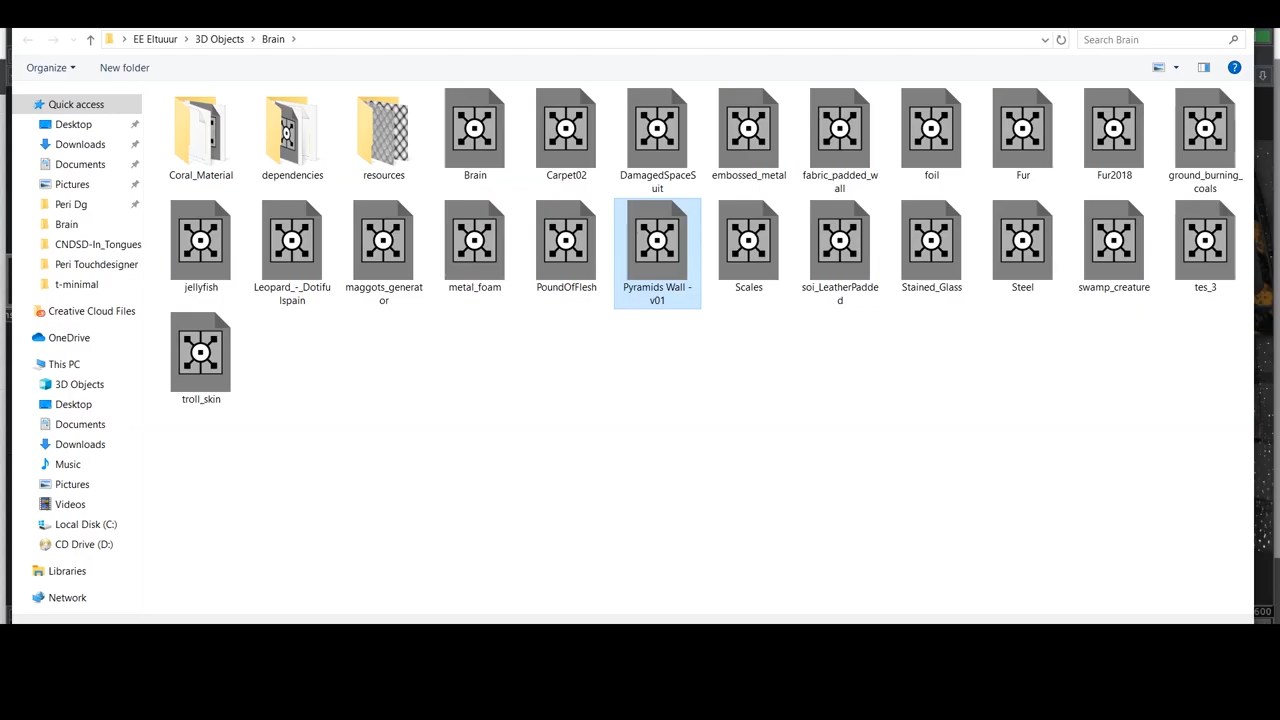 EE Eltuuur > 3D Objects > Brain >
Search Brain
Organize
New folder
?
Quick access
Desktop
Downloads
Documents
Pictures
Peri Dg
Brain
CNDSD-In_Tongues
Peri Touchdesigner
t-minimal
Creative Cloud Files
OneDrive
This PC
3D Objects
Desktop
Documents
Downloads
Music
Pictures
Videos
Local Disk (C:)
CD Drive (D:)
Libraries
Network
Coral_Material
dependencies
resources
Brain
Carpet02
DamagedSpaceS
uit
embossed_metal
fabric_padded_w
all
foil
Fur
Fur2018
ground_burning_
coals
jellyfish
Leopard_-_Dotifu
lspain
maggots_generat
or
metal_foam
PoundOfFlesh
Pyramids Wall -
v01
Scales
soi_LeatherPadde
d
Stained_Glass
Steel
swamp_creature
tes_3
troll_skin
600